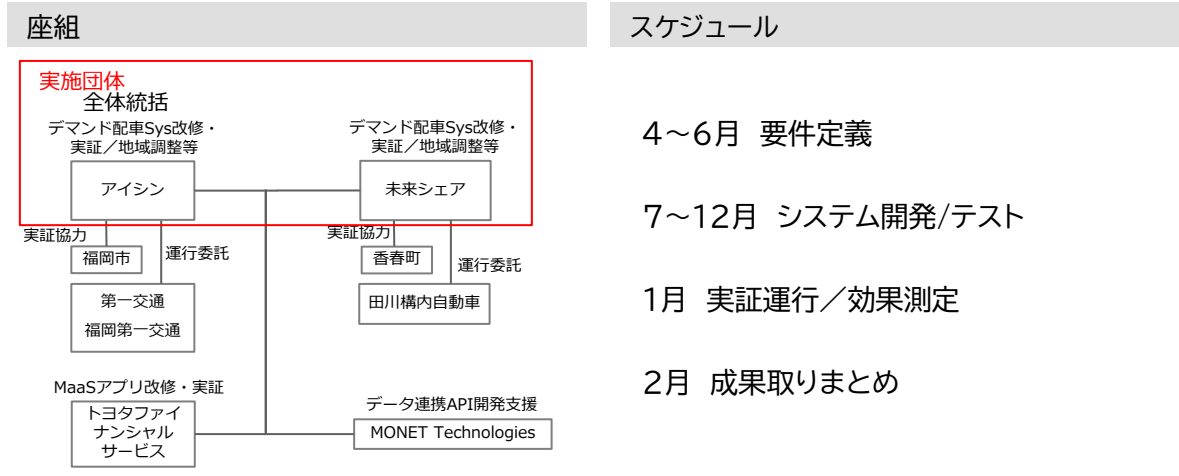 座組
実施団体
全体統括
デマンド配車Sys改修・
実証／地域調整等
デマンド配車Sys改修・
実証／地域調整等
アイシン
未来シェア
実証協力
福岡市
運行委託
実証協力
香春町
運行委託
第一交通
福岡第一交通
田川構内自動車
MaaSアプリ改修・実証
トヨタファイ
ナンシャル
サービス
データ連携API開発支援
MONET Technologies
スケジュール
4～6月 要件定義
7～12月 システム開発/テスト
1月 実証運行／効果測定
2月 成果取りまとめ